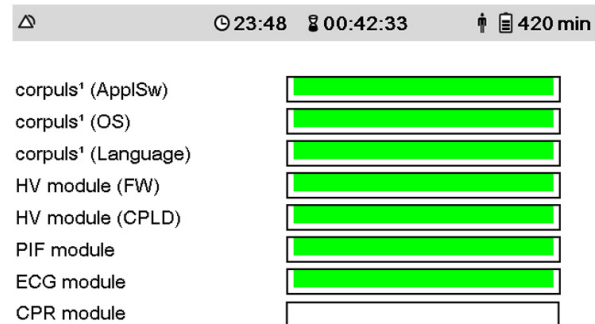 23:48 00:42:33 420 min
corpuls¹ (ApplSw)
corpuls¹ (OS)
corpuls¹ (Language)
HV module (FW)
HV module (CPLD)
PIF module
ECG module
CPR module